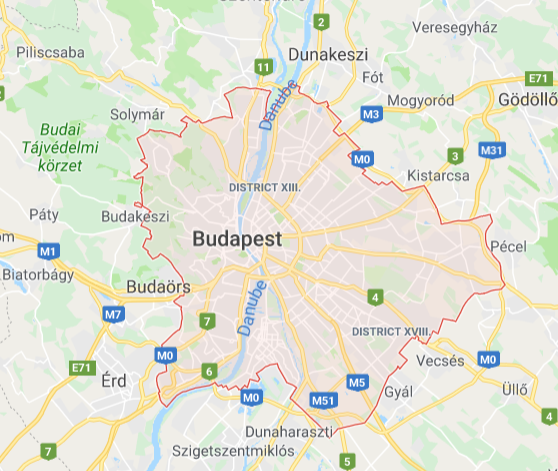 Szentendre
2
Veresegyház
Piliscsaba
Dunakeszi
11
Fót
E71
Danube
Mogyoród
Gödöllő
Solymár
M3
Budai
Tájvédelmi
körzet
M0
3
M31
Kistarcsa
DISTRICT XIII.
Páty
Budakeszi
Budapest
Pécel
M1
Biatorbágy
Budaörs
Danube
4
M7
7
DISTRICT XVIII.
M0
Vecsés
M0
E71
Érd
6
M5
Gyál
Üllő
M0
M51
4
Dunaharaszti
7
Szigetszentmiklós
5